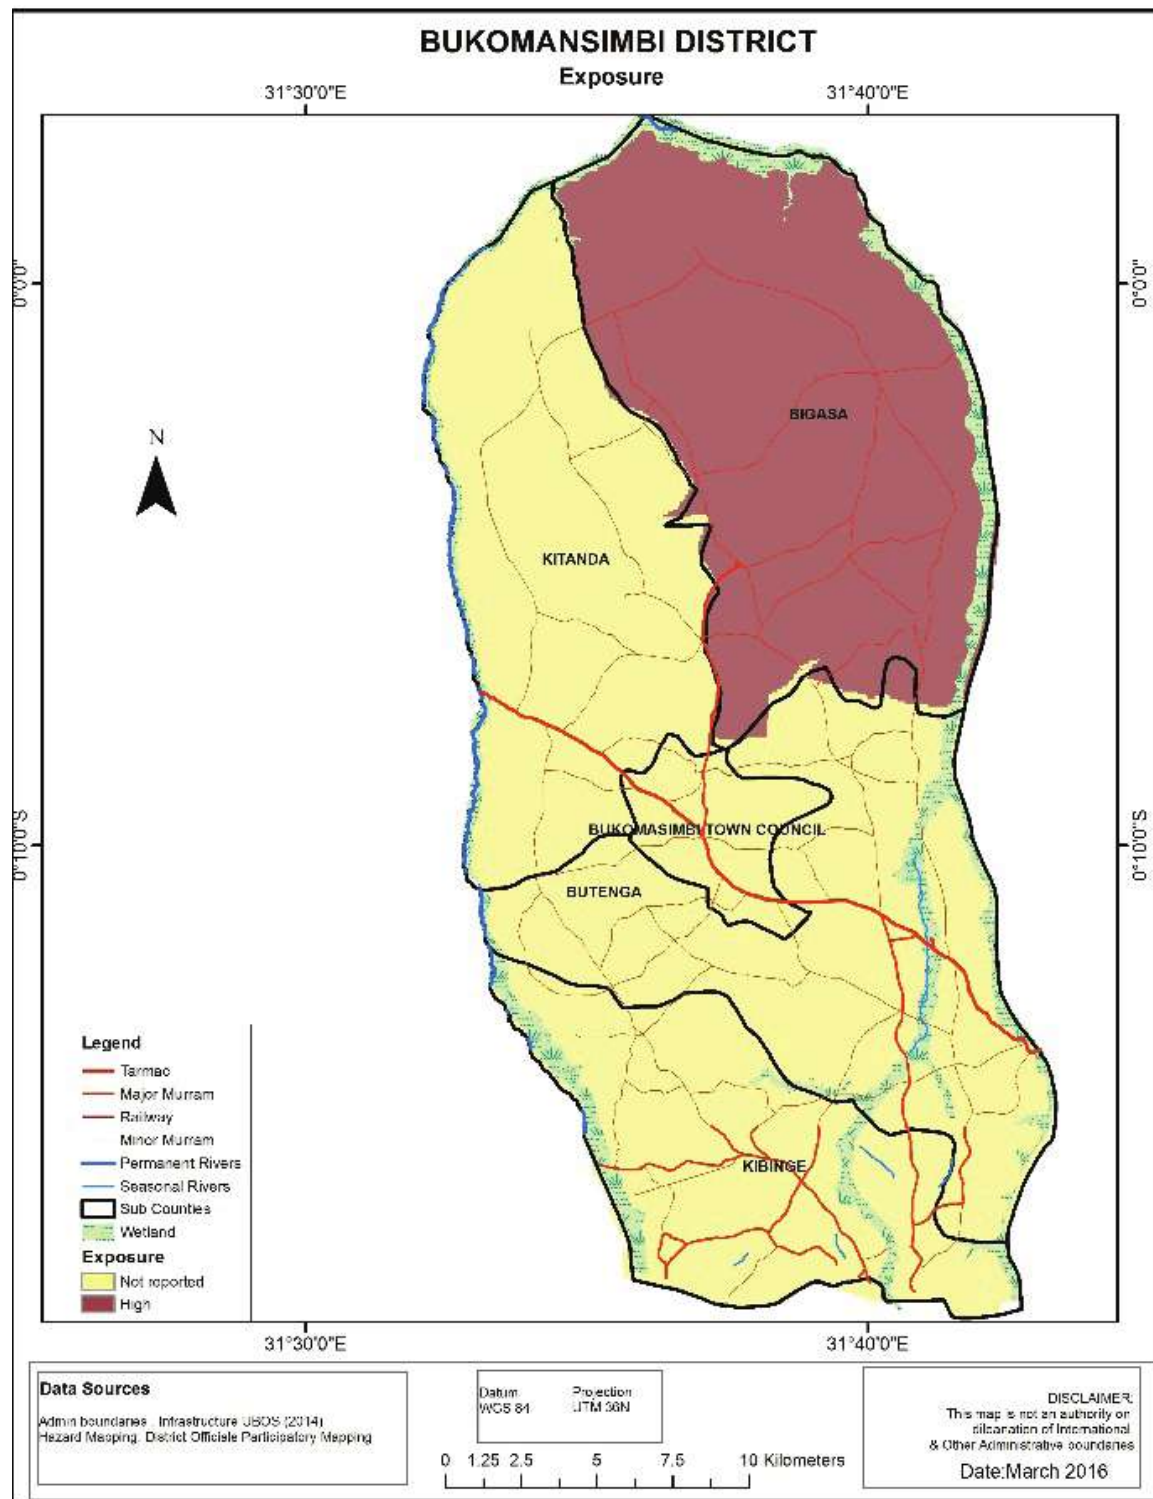 BUKOMANSIMBI DISTRICT
Exposure
31°30'0"E
31°40'0"E
0°0'0"
0°0'0"
N
BIGASA
KITANDA
BUKOMASIMBI TOWN COUNCIL
BUTENGA
0°10'0"S
0°10'0"S
KIBINGE
Legend
Tarmac
Major Murram
Railway
Minor Murram
Permanent Rivers
Seasonal Rivers
Sub Counties
Wetland
Exposure
Not reported
High
31°30'0"E
31°40'0"E
Data Sources
Admin boundaries , Infrastructure UBOS (2014)
Hazard Mapping: District Officials Participatory Mapping
Datum
WGS 84
Projection
UTM 36N
0 1.25 2.5 5 7.5 10 Kilometers
DISCLAIMER:
This map is not an authority on
of International
& Other Administrative boundaries
Date:March 2016